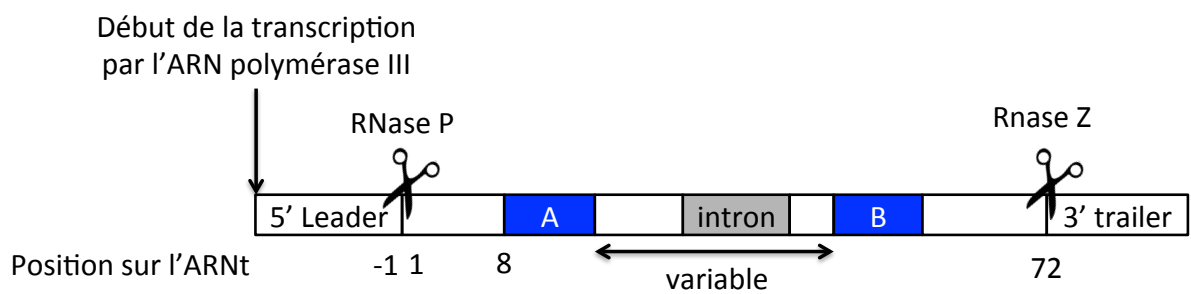 Début de la transcription
par l'ARN polymérase III
RNase P
Rnase Z
5' Leader
A
intron
B
3' trailer
Position sur l'ARNt
-1 1
8
variable
72